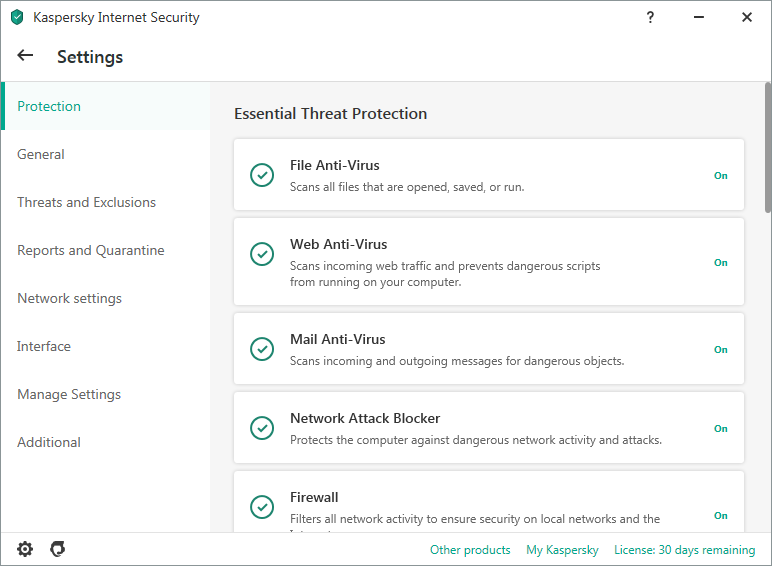 Kaspersky Internet Security
?
Settings
Protection
General
Threats and Exclusions
Reports and Quarantine
Network settings
Interface
Manage Settings
Additional
Essential Threat Protection
File Anti-Virus
Scans all files that are opened, saved, or run.
On
Web Anti-Virus
Scans incoming web traffic and prevents dangerous scripts
from running on your computer.
On
Mail Anti-Virus
Scans incoming and outgoing messages for dangerous objects.
On
Network Attack Blocker
Protects the computer against dangerous network activity and attacks.
On
Firewall
Filters all network activity to ensure security on local networks and the
On
Other products
My Kaspersky
License: 30 days remaining